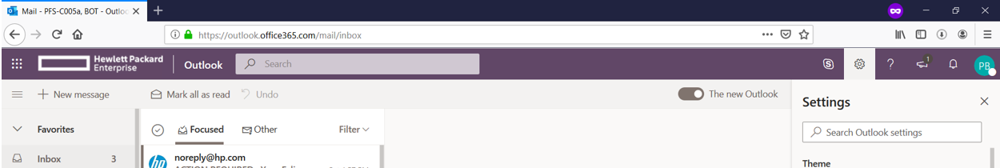 Mail - PFS-C005a, BOT - Outloo
https://outlook.office365.com/mail/inbox
Hewlett Packard
Enterprise
Outlook
Search
1
PB
New message
Mark all as read
Undo
The new Outlook
Settings
Favorites
Focused
Other
Filter
Search Outlook settings
Inbox 3
hp
noreply@hp.com
Theme